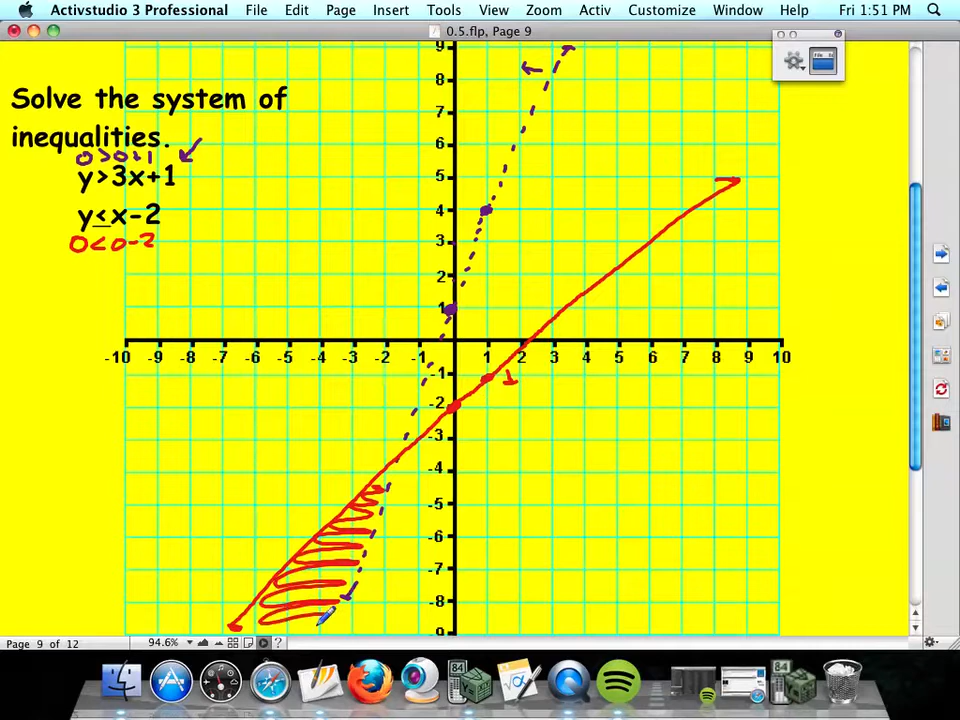 Activstudio 3 Professional File Edit Page Insert Tools View Zoom Activ Customize Window Help Fri 1:51 PM
0.5.flp, Page 9
Solve the system of
inequalities.
0>0+1
y>3x+1
y<x-2
0<0-2
9
8
7
6
5
4
3
2
1
-10 -9 -8 -7 -6 -5 -4 -3 -2 -1 1 2 3 4 5 6 7 8 9 10
-1
-2
-3
-4
-5
-6
-7
-8
-9
Page 9 of 12 94.6% ?
84 84